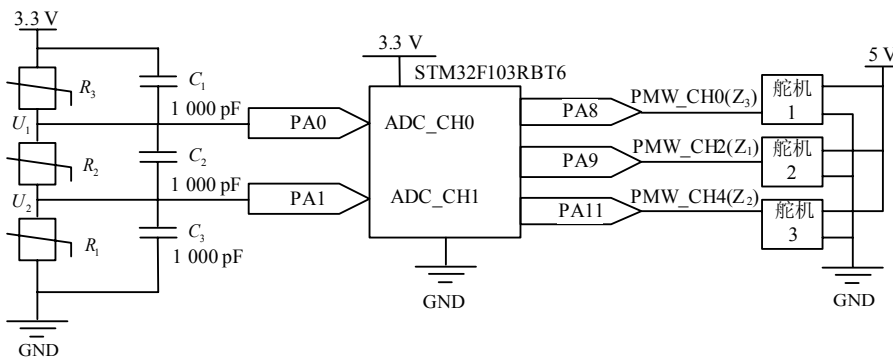 3.3 V
R3
C1
1 000 pF
U1
R2
C2
1 000 pF
U2
R1
C3
1 000 pF
GND
PA0
PA1
3.3 V
STM32F103RBT6
ADC_CH0
ADC_CH1
GND
PA8
PA9
PA11
PMW_CH0(Z3)
PMW_CH2(Z1)
PMW_CH4(Z2)
舵机
1
舵机
2
舵机
3
5 V
GND